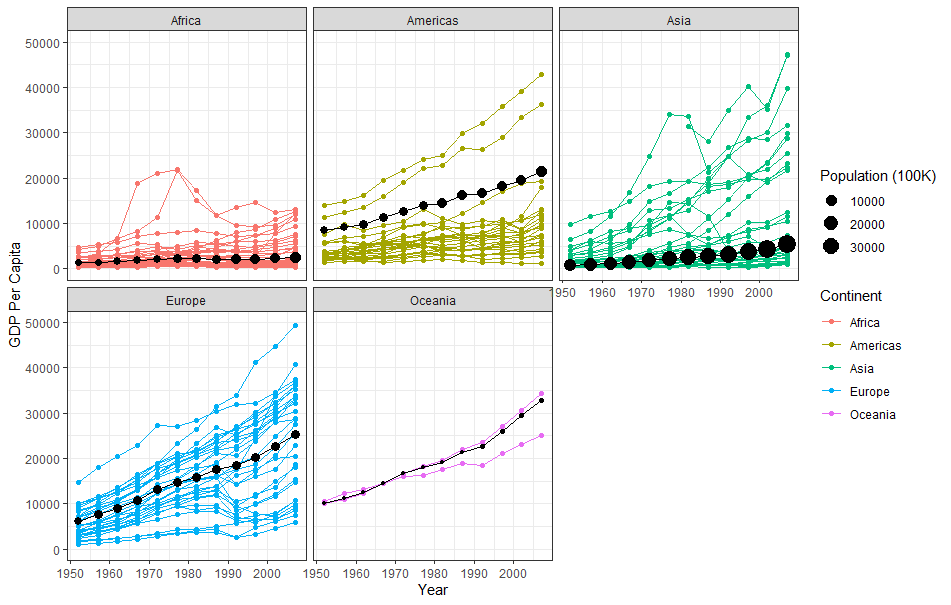 Africa
Americas
Asia
50000
40000
30000
20000
10000
0
1950
1960
1970
1980
1990
2000
Europe
Oceania
50000
40000
30000
20000
10000
0
1950
1960
1970
1980
1990
2000
1950
1960
1970
1980
1990
2000
GDP Per Capita
Year
Population (100K)
10000
20000
30000
Continent
Africa
Americas
Asia
Europe
Oceania